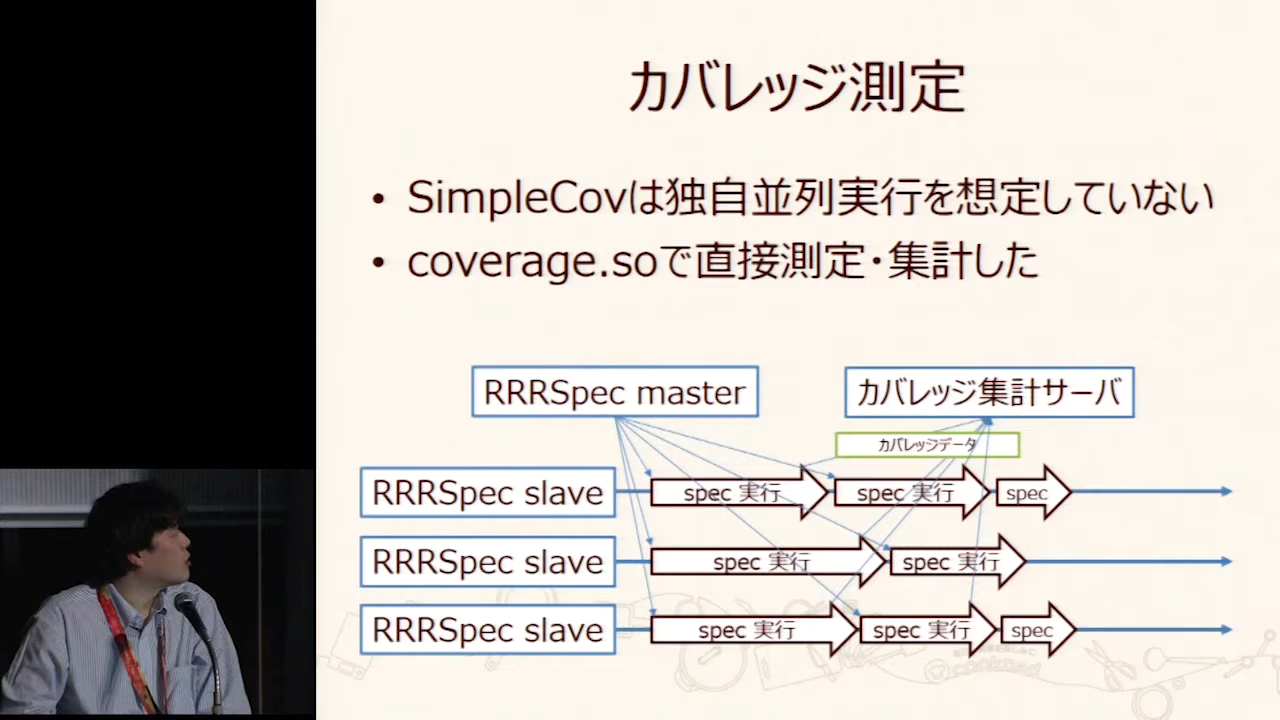 カバレッジ測定
• SimpleCovは独自並列実行を想定していない
• coverage.soで直接測定・集計した
RRRSpec master
カバレッジ集計サーバ
カバレッジデータ
RRRSpec slave
spec 実行
spec 実行
spec
RRRSpec slave
spec 実行
spec 実行
RRRSpec slave
spec 実行
spec 実行
spec
cookpad